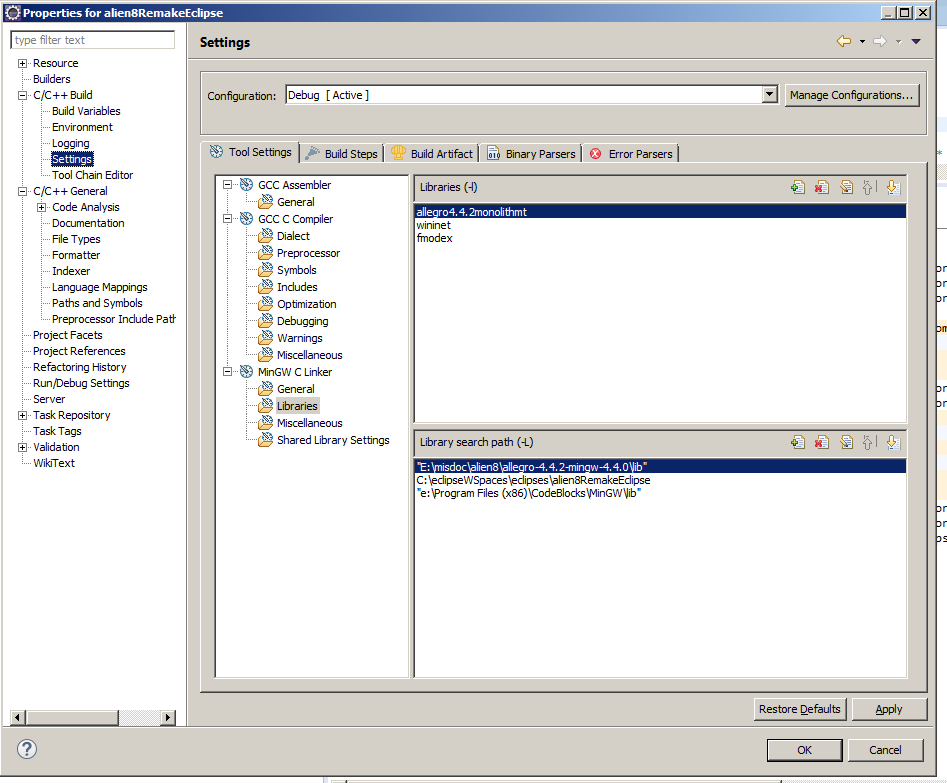 Properties for alien8RemakeEclipse
type filter text
Resource
Builders
C/C++ Build
Build Variables
Environment
Logging
Settings
Tool Chain Editor
C/C++ General
Code Analysis
Documentation
File Types
Formatter
Indexer
Language Mappings
Paths and Symbols
Preprocessor Include Path
Project Facets
Project References
Refactoring History
Run/Debug Settings
Server
Task Repository
Task Tags
Validation
WikiText
Settings
Configuration: Debug [ Active ] Manage Configurations...
Tool Settings Build Steps Build Artifact Binary Parsers Error Parsers
GCC Assembler
General
GCC C Compiler
Dialect
Preprocessor
Symbols
Includes
Optimization
Debugging
Warnings
Miscellaneous
MinGW C Linker
General
Libraries
Miscellaneous
Shared Library Settings
Libraries (-l)
allegro4.4.2monolithmt
wininet
fmodex
Library search path (-L)
"E:\misdoc\alien8\allegro-4.4.2-mingw-4.4.0\lib"
C:\eclipseWSpaces\eclipses\alien8RemakeEclipse
"e:\Program Files (x86)\CodeBlocks\MinGW\lib"
Restore Defaults Apply
? OK Cancel